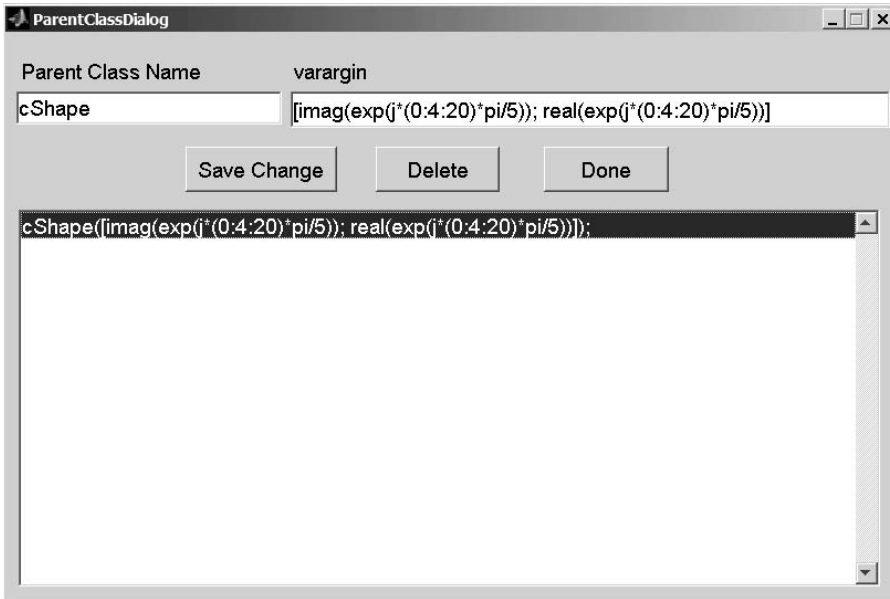 ParentClassDialog
Parent Class Name varargin
cShape [imag(exp(j*(0:4:20)*pi/5)); real(exp(j*(0:4:20)*pi/5))]
Save Change Delete Done
cShape([imag(exp(j*(0:4:20)*pi/5)); real(exp(j*(0:4:20)*pi/5))]);